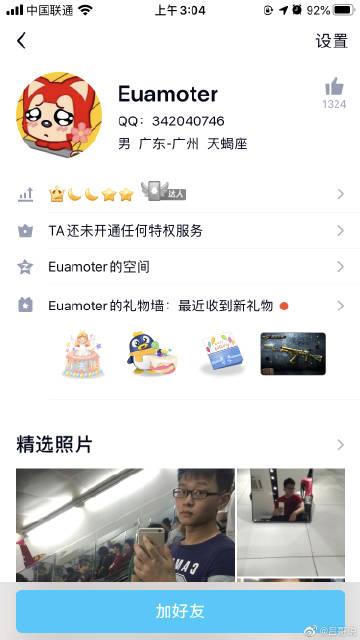 中国联通
上午3:04
92%
设置
Euamoter
QQ：342040746
1324
男 广东-广州 天蝎座
达人
TA还未开通任何特权服务
Euamoter的空间
Euamoter的礼物墙：最近收到新礼物
精选照片
加好友